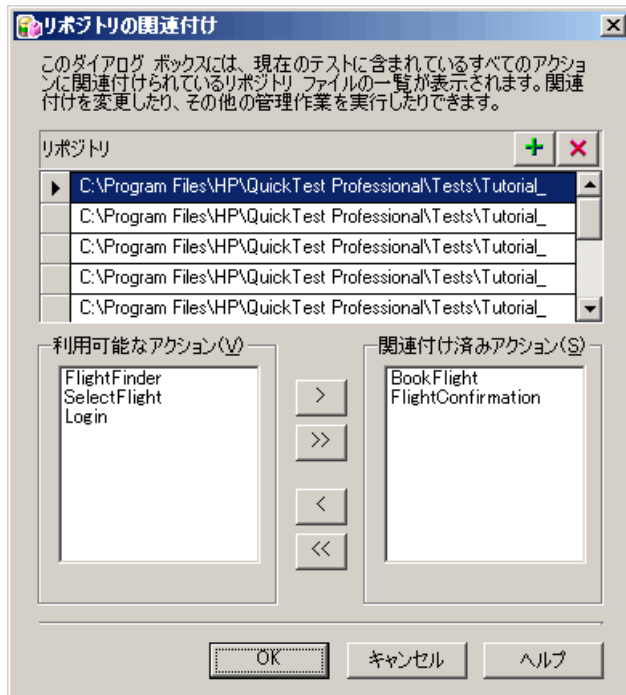 リポジトリの関連付け
このダイアログ ボックスには、現在のテストに含まれているすべてのアクショ
ンに関連付けられているリポジトリ ファイルの一覧が表示されます。関連
付けを変更したり、その他の管理作業を実行したりできます。
リポジトリ
C:\Program Files\HP\QuickTest Professional\Tests\Tutorial_
C:\Program Files\HP\QuickTest Professional\Tests\Tutorial_
C:\Program Files\HP\QuickTest Professional\Tests\Tutorial_
C:\Program Files\HP\QuickTest Professional\Tests\Tutorial_
C:\Program Files\HP\QuickTest Professional\Tests\Tutorial_
利用可能なアクション(V)
FlightFinder
SelectFlight
Login
>
>>
<
<<
関連付け済みアクション(S)
BookFlight
FlightConfirmation
OK
キャンセル
ヘルプ